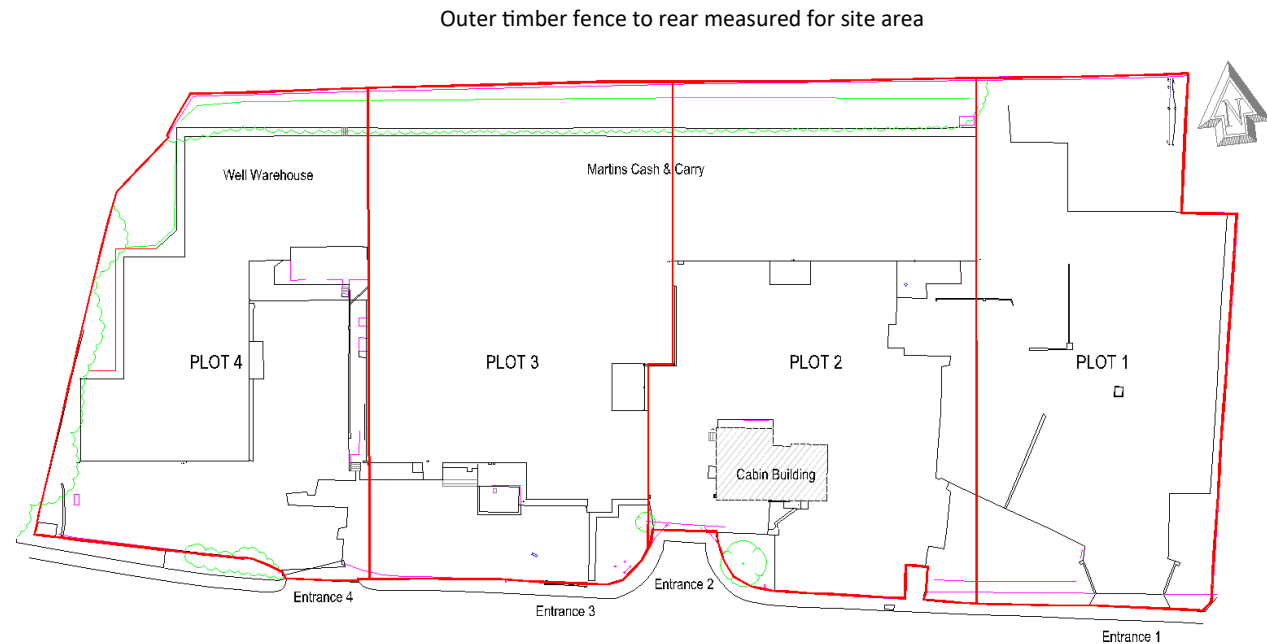 Outer timber fence to rear measured for site area
N
Well Warehouse
Martins Cash & Carry
PLOT 4
PLOT 3
PLOT 2
PLOT 1
Cabin Building
Entrance 4
Entrance 3
Entrance 2
Entrance 1